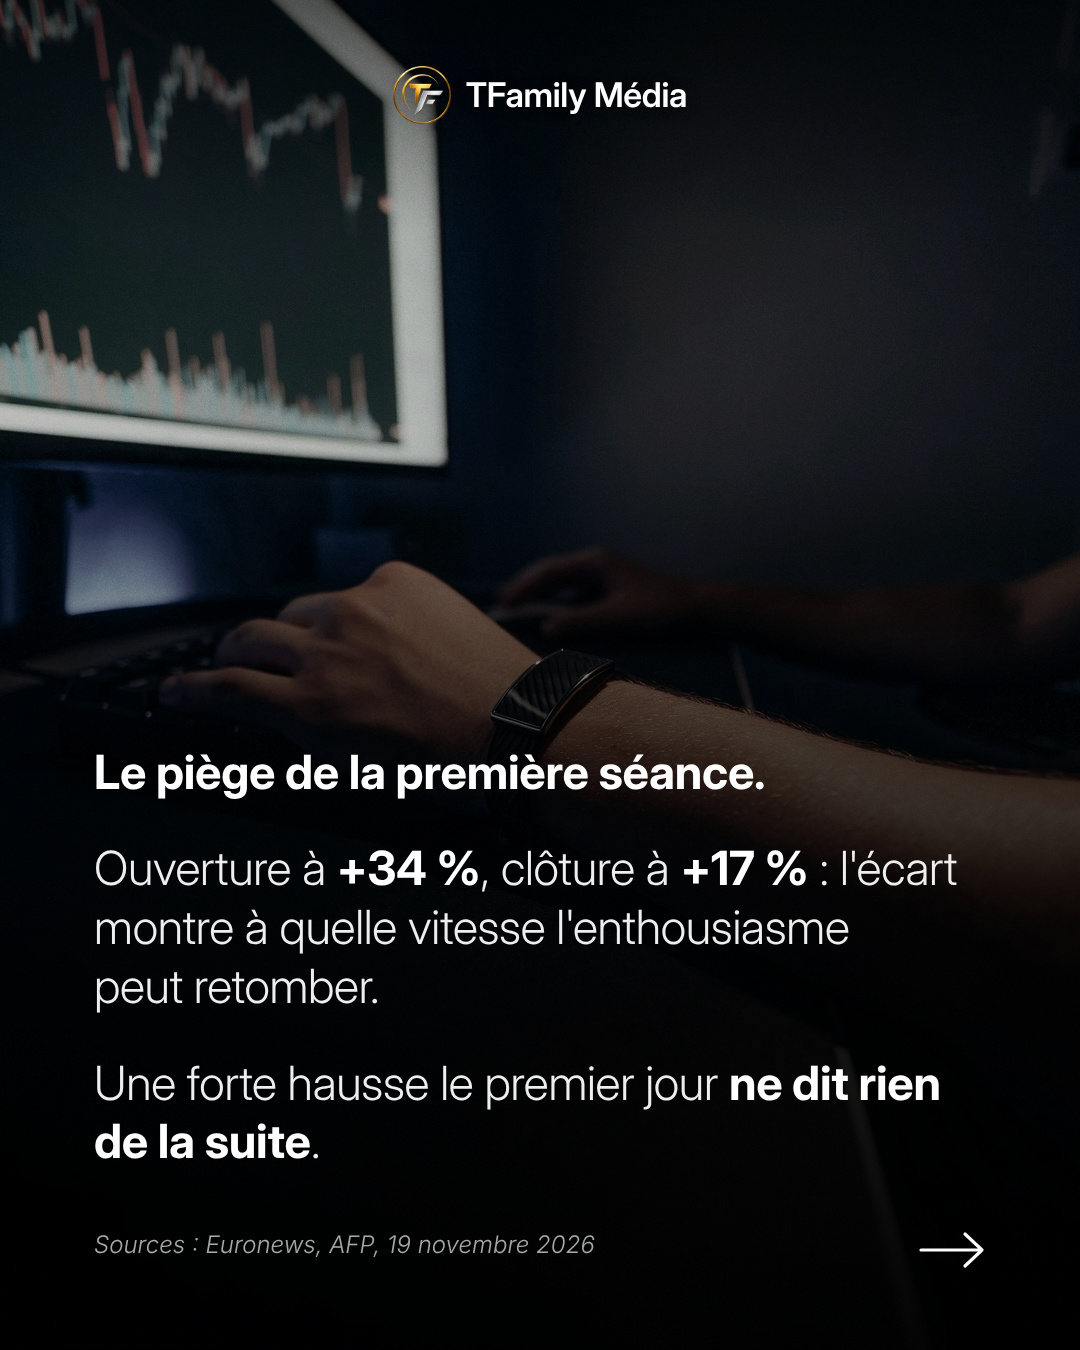 TFamily Média
Le piège de la première séance.
Ouverture à +34 %, clôture à +17 % : l'écart
montre à quelle vitesse l'enthousiasme
peut retomber.
Une forte hausse le premier jour ne dit rien
de la suite.
Sources : Euronews, AFP, 19 novembre 2026